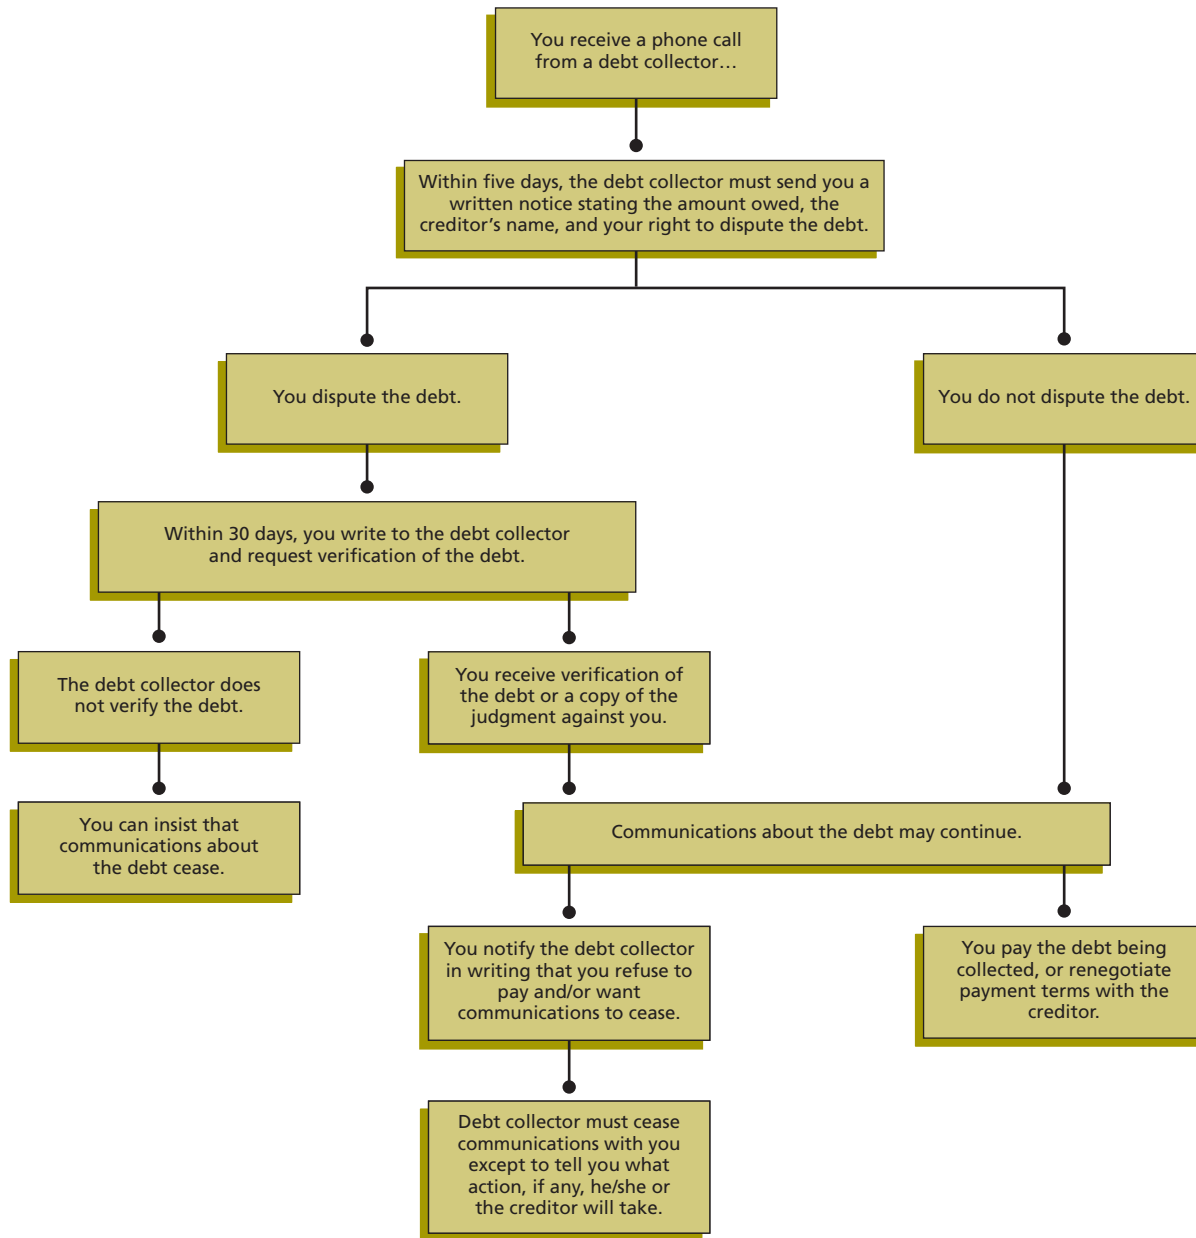 You receive a phone call
from a debt collector…
Within five days, the debt collector must send you a
written notice stating the amount owed, the
creditor’s name, and your right to dispute the debt.
You dispute the debt.
You do not dispute the debt.
Within 30 days, you write to the debt collector
and request verification of the debt.
The debt collector does
not verify the debt.
You receive verification of
the debt or a copy of the
judgment against you.
You can insist that
communications about
the debt cease.
Communications about the debt may continue.
You notify the debt collector
in writing that you refuse to
pay and/or want
communications to cease.
You pay the debt being
collected, or renegotiate
payment terms with the
creditor.
Debt collector must cease
communications with you
except to tell you what
action, if any, he/she or
the creditor will take.